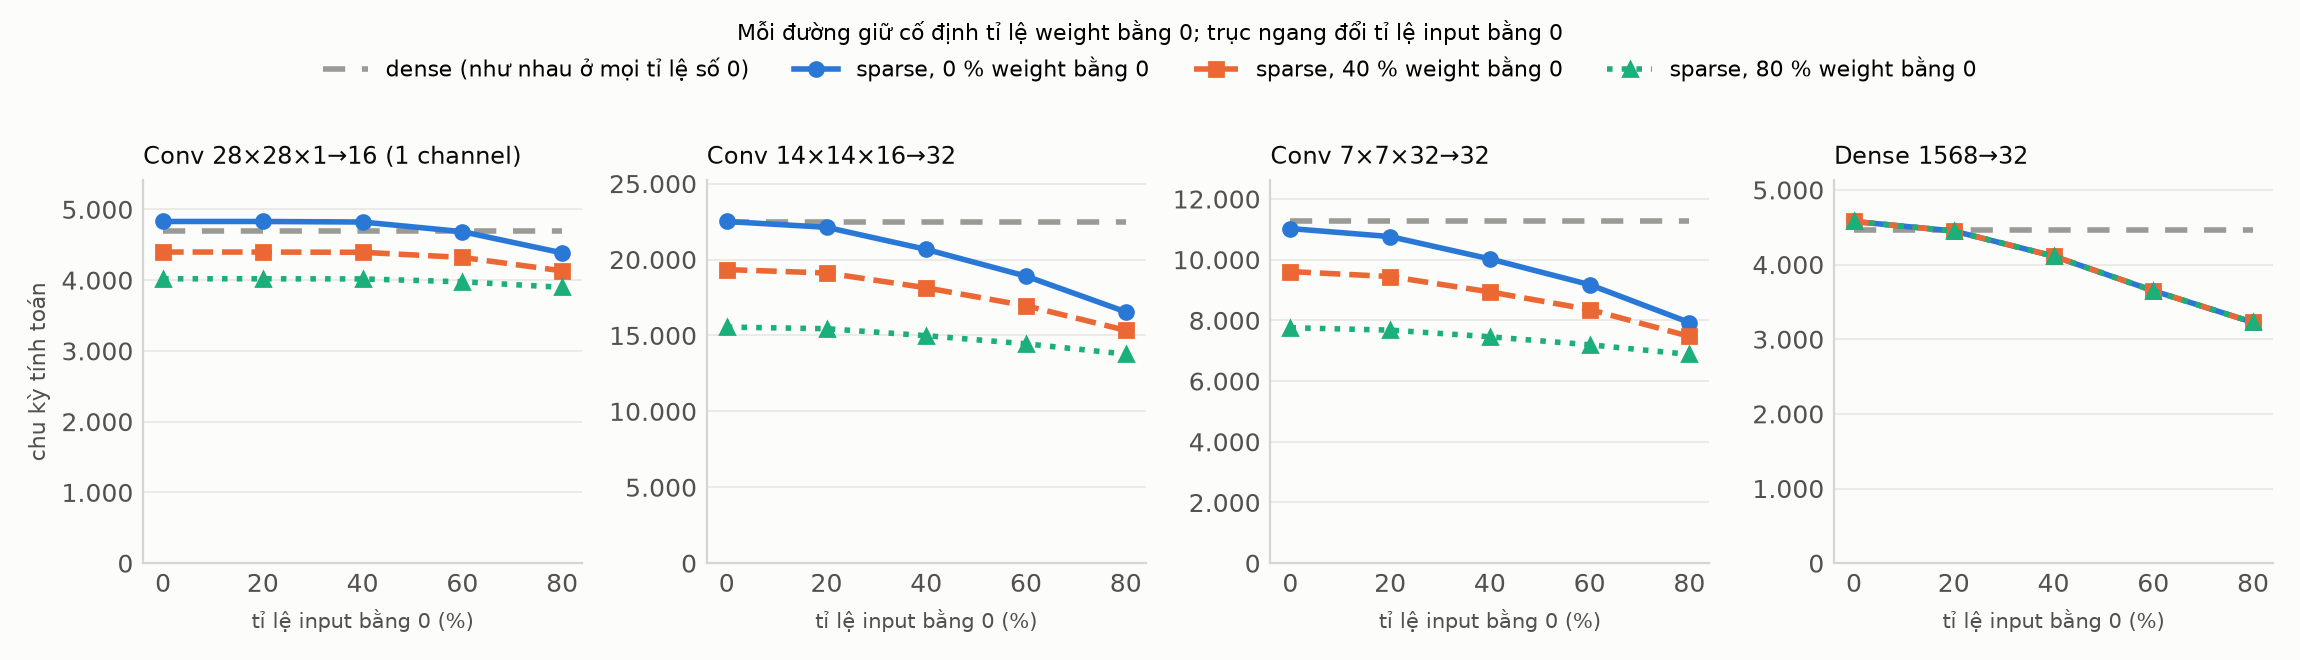 Mỗi đường giữ cố định tỉ lệ weight bằng 0; trục ngang đổi tỉ lệ input bằng 0
dense (như nhau ở mọi tỉ lệ số 0)
sparse, 0 % weight bằng 0
sparse, 40 % weight bằng 0
sparse, 80 % weight bằng 0
Conv 28×28×1→16 (1 channel)
chu kỳ tính toán
5.000
4.000
3.000
2.000
1.000
0
0 20 40 60 80
tỉ lệ input bằng 0 (%)
Conv 14×14×16→32
25.000
20.000
15.000
10.000
5.000
0
0 20 40 60 80
tỉ lệ input bằng 0 (%)
Conv 7×7×32→32
12.000
10.000
8.000
6.000
4.000
2.000
0
0 20 40 60 80
tỉ lệ input bằng 0 (%)
Dense 1568→32
5.000
4.000
3.000
2.000
1.000
0
0 20 40 60 80
tỉ lệ input bằng 0 (%)